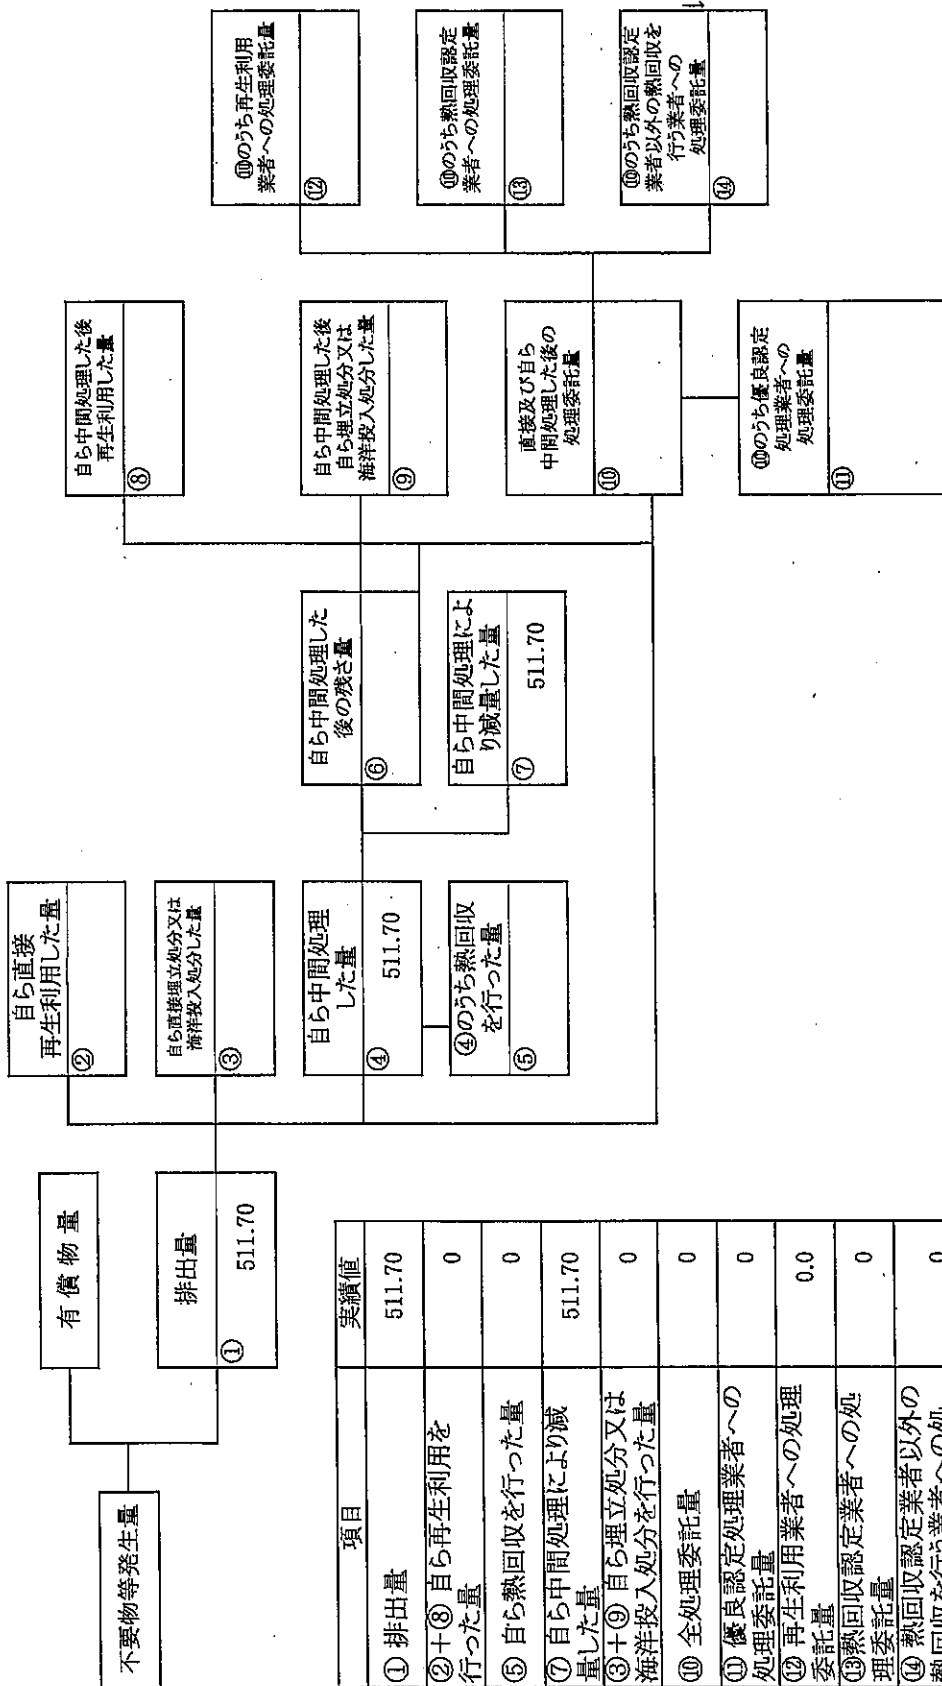 不要物等発生量
有償物量
排出量
①
511.70
自ら直接
再生利用した量
②
自ら直接埋立処分又は
海洋投入処分した量
③
自ら中間処理
した量
④
511.70
④のうち熱回収
を行った量
⑤
自ら中間処理した
後の残さ量
⑥
自ら中間処理によ
り減量した量
⑦
511.70
自ら中間処理した後
再生利用した量
⑧
自ら中間処理した後
自ら埋立処分又は
海洋投入処分した量
⑨
直接及び自ら
中間処理した後の
処理委託量
⑩
⑩のうち優良認定
処理業者への
処理委託量
⑪
⑩のうち再生利用
業者への処理委託量
⑫
⑩のうち熱回収認定
業者への処理委託量
⑬
⑩のうち熱回収認定
業者以外の熱回収を
行う業者への
処理委託量
⑭
項目 実績値
① 排出量 511.70
②+⑧ 自ら再生利用を
行った量 0
⑤ 自ら熱回収を行った量 0
⑦ 自ら中間処理により減
量した量 511.70
③+⑨ 自ら埋立処分又は
海洋投入処分を行った量 0
⑩ 全処理委託量 0
⑪ 優良認定処理業者への
処理委託量 0
⑫ 再生利用業者への処理
委託量 0.0
⑬熱回収認定業者への処
理委託量 0
⑭ 熱回収認定業者以外の
熱回収を行う業者への処 0